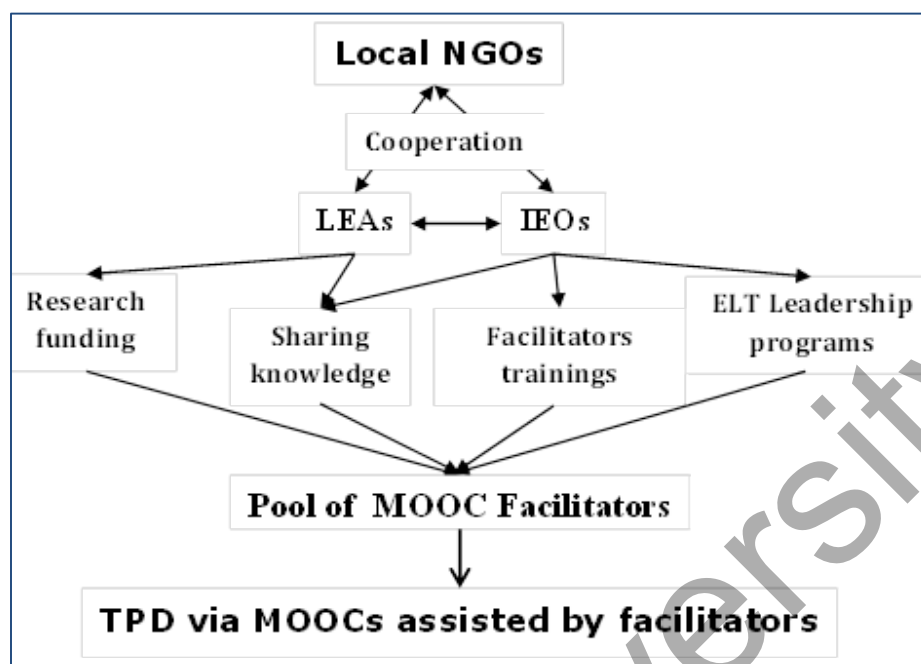 Local NGOs
Cooperation
LEAs
IEOs
Research
funding
Sharing
knowledge
Facilitators
trainings
ELT Leadership
programs
Pool of MOOC Facilitators
TPD via MOOCs assisted by facilitators
versity